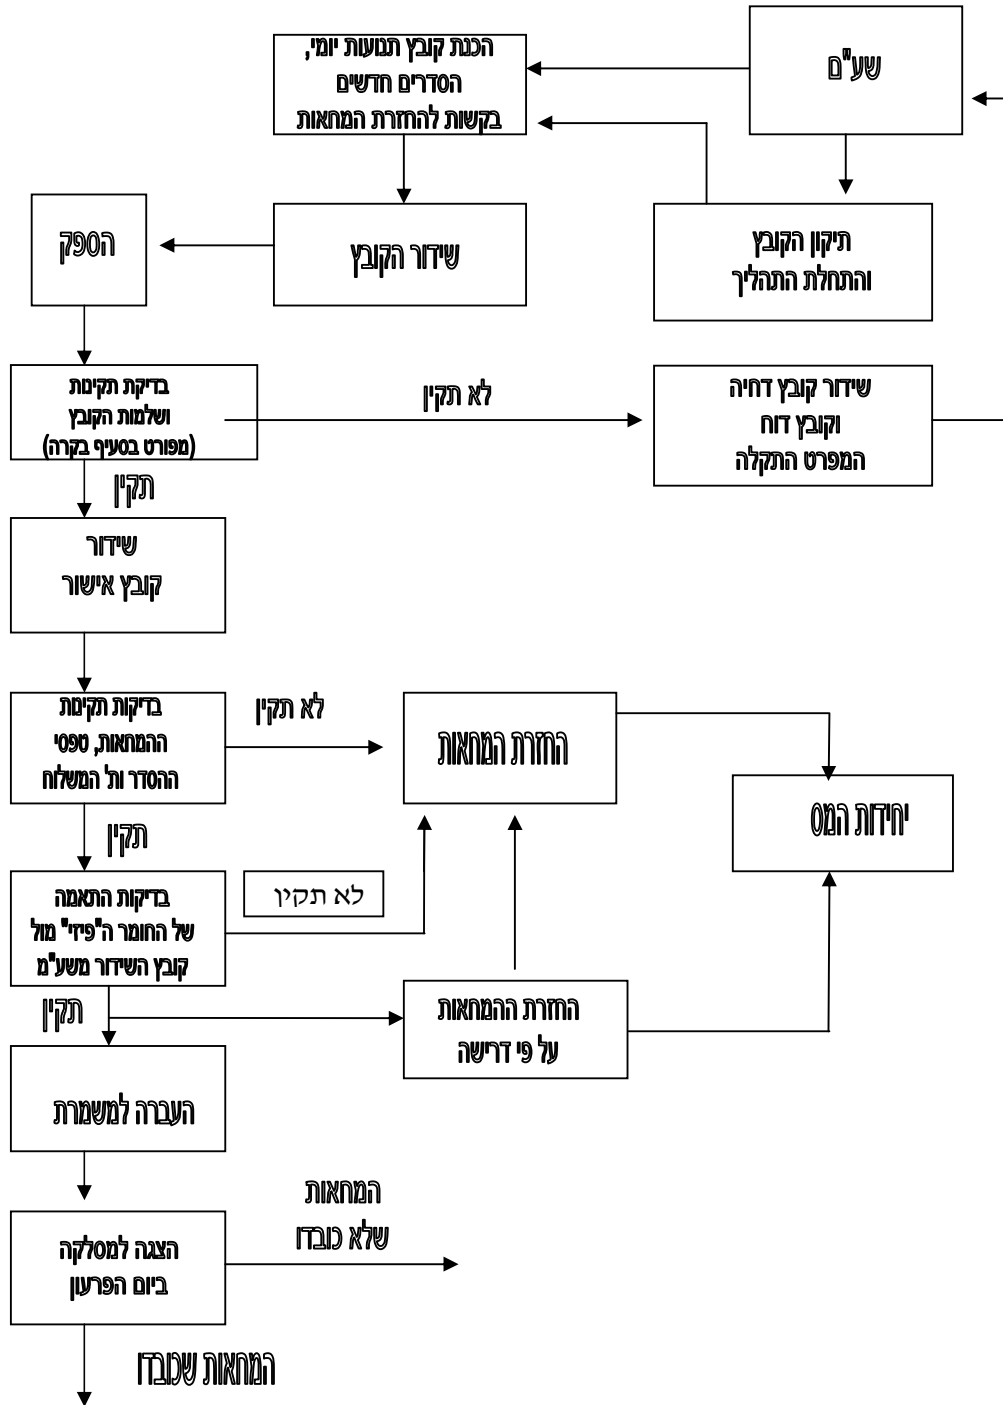 שע"ם
הכנת קובץ תנועות יומי,
הסדרים חדשים
בקשות להחזרת המחאות
תיקון הקובץ
והתחלת התהליך
שידור הקובץ
הספק
בדיקת תקינות
ושלמות הקובץ
(מפורט בסעיף בקרה)
לא תקין
שידור קובץ דחיה
וקובץ דוח
המפרט התקלה
תקין
שידור
קובץ אישור
בדיקות תקינות
ההמחאות, טפסי
ההסדר ות' המשלוח
לא תקין
החזרת המחאות
יחידות המס
תקין
בדיקות התאמה
של החומר ה"פיזי" מול
קובץ השידור משע"מ
לא תקין
תקין
החזרת ההמחאות
על פי דרישה
העברה למשמרת
הצגה למסלקה
ביום הפרעון
המחאות
שלא כובדו
המחאות שכובדו